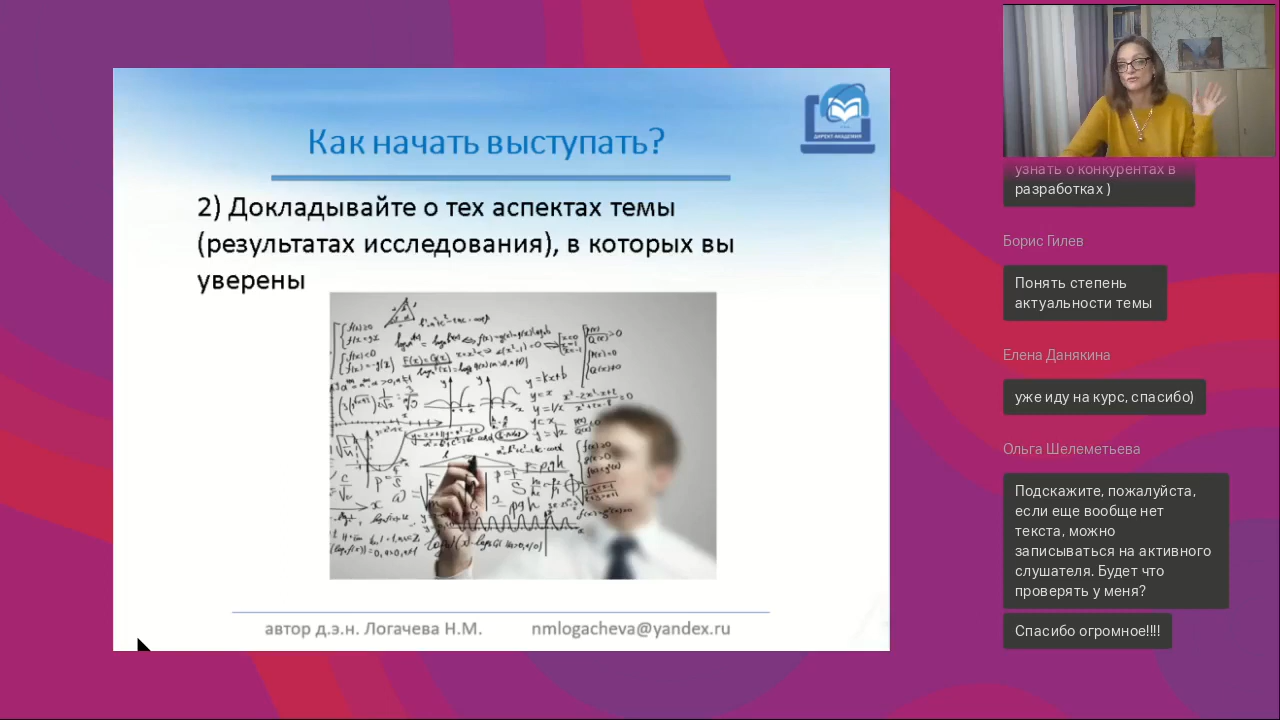 Как начать выступать?
ДИРЕКТ-АКАДЕМИЯ
2) Докладывайте о тех аспектах темы
(результатах исследования), в которых вы
уверены
автор д.э.н. Логачева Н.М. nmlogacheva@yandex.ru
узнать о конкурентах в
разработках )
Борис Гилев
Понять степень
актуальности темы
Елена Данякина
уже иду на курс, спасибо)
Ольга Шелеметьева
Подскажите, пожалуйста,
если еще вообще нет
текста, можно
записываться на активного
слушателя. Будет что
проверять у меня?
Спасибо огромное!!!!